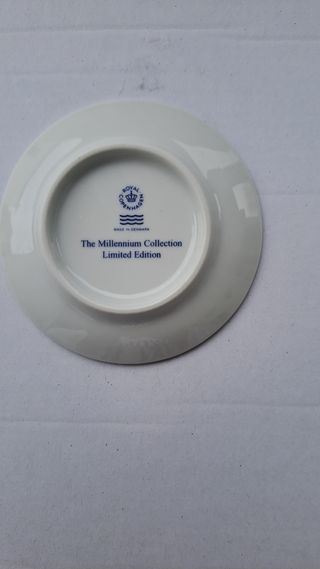 ROYAL
COPENHAGEN
MADE IN DENMARK
The Millennium Collection
Limited Edition